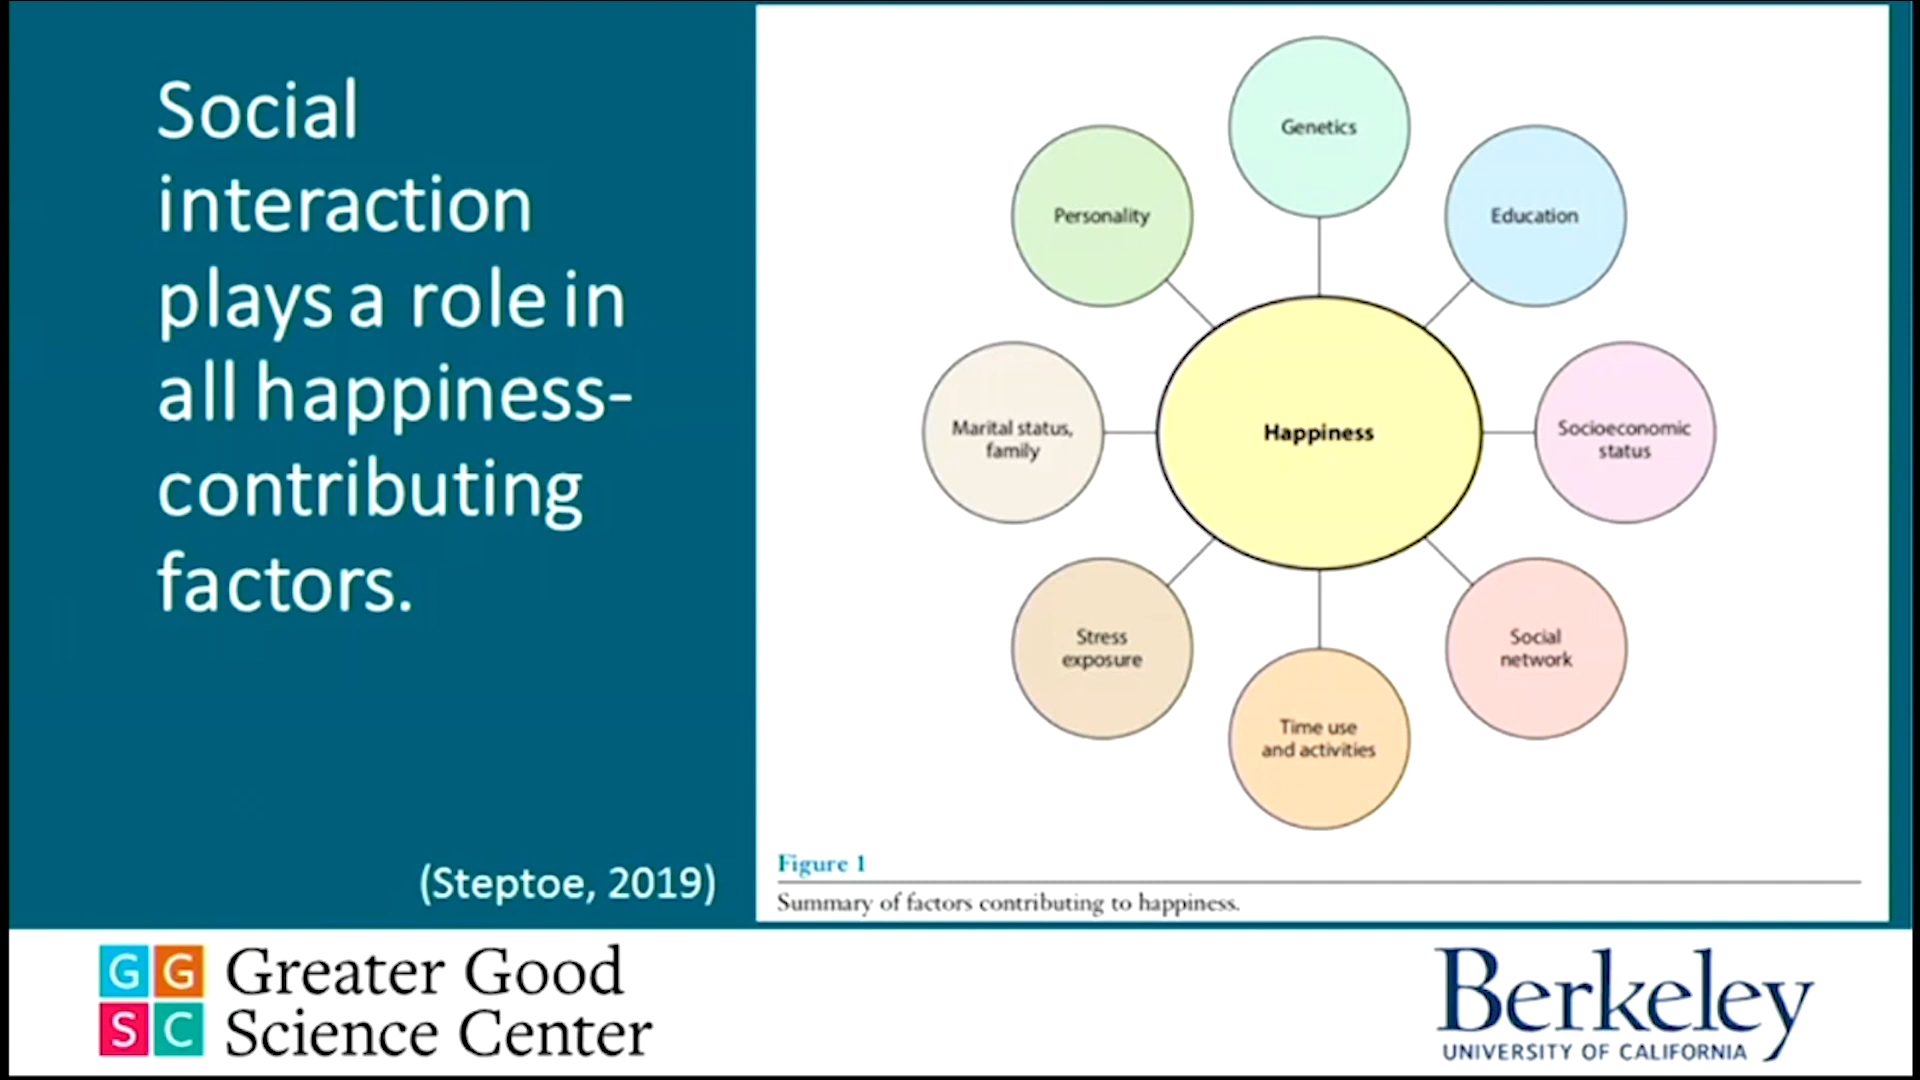 Social
interaction
plays a role in
all happiness-
contributing
factors.
(Steptoe, 2019)
Genetics
Personality
Education
Marital status,
family
Happiness
Socioeconomic
status
Stress
exposure
Social
network
Time use
and activities
Figure 1
Summary of factors contributing to happiness.
G G
S C
Greater Good
Science Center
Berkeley
UNIVERSITY OF CALIFORNIA